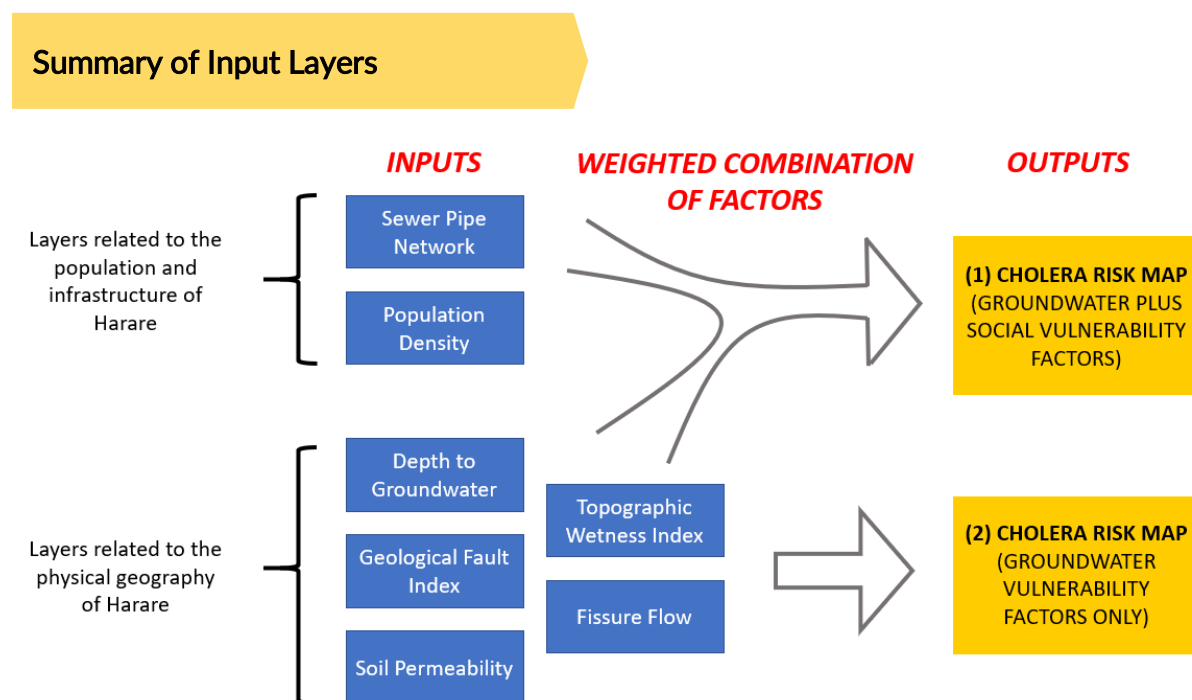 Summary of Input Layers
INPUTS
WEIGHTED COMBINATION
OF FACTORS
OUTPUTS
Layers related to the
population and
infrastructure of
Harare
Sewer Pipe
Network
Population
Density
(1) CHOLERA RISK MAP
(GROUNDWATER PLUS
SOCIAL VULNERABILITY
FACTORS)
Layers related to the
physical geography
of Harare
Depth to
Groundwater
Geological Fault
Index
Soil Permeability
Topographic
Wetness Index
Fissure Flow
(2) CHOLERA RISK MAP
(GROUNDWATER
VULNERABILITY
FACTORS ONLY)